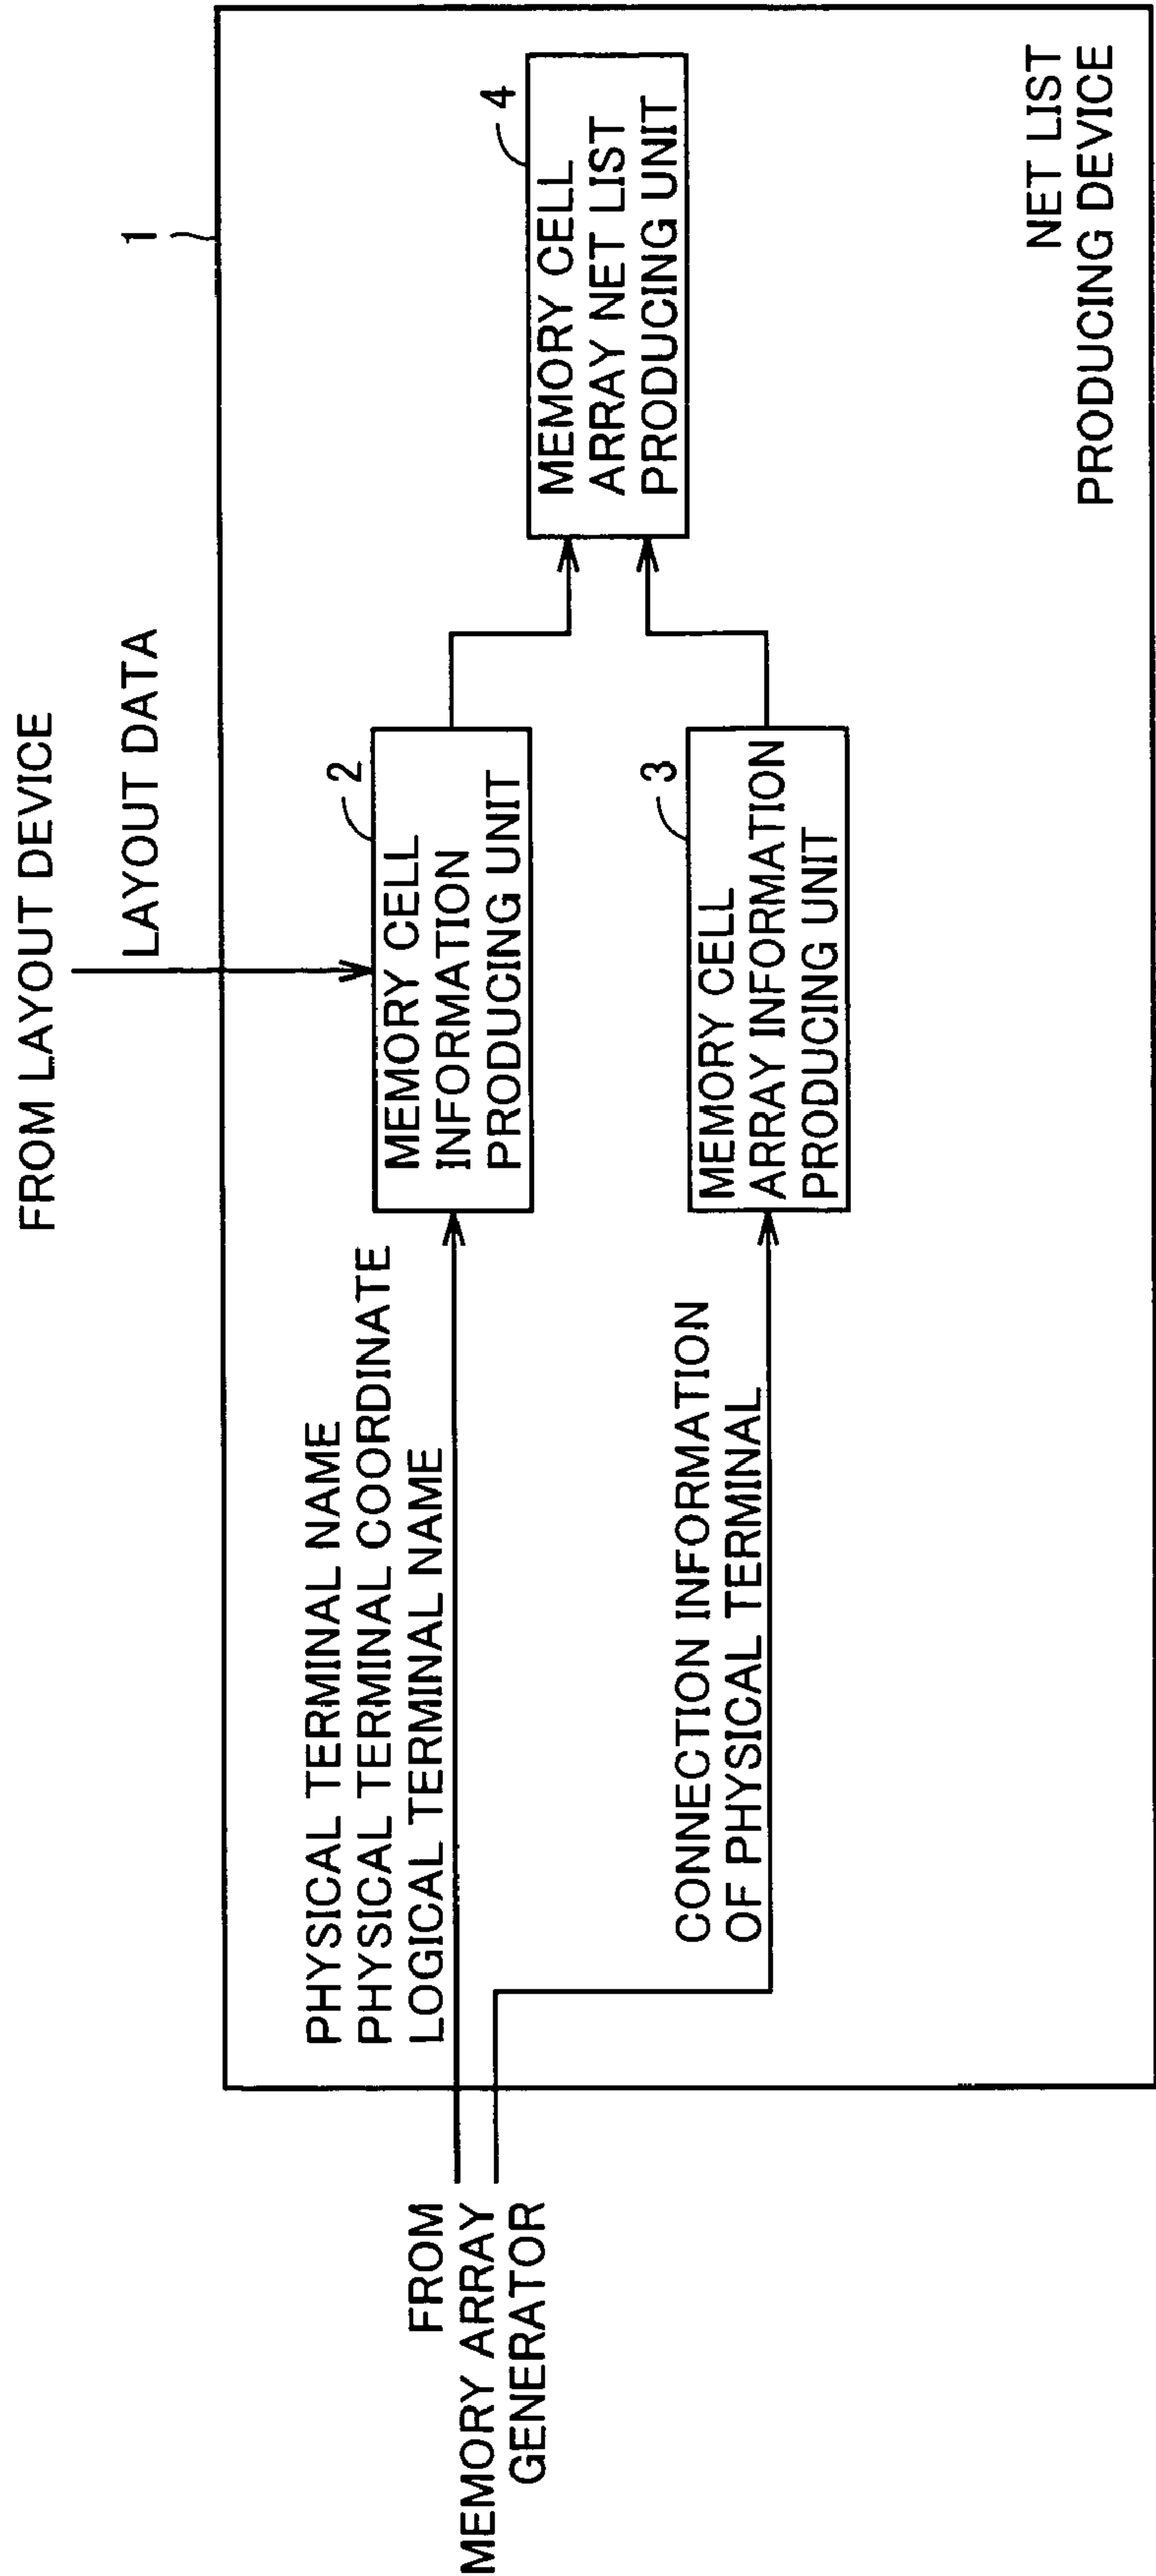 FROM LAYOUT DEVICE
LAYOUT DATA
1
FROM
MEMORY ARRAY
GENERATOR
PHYSICAL TERMINAL NAME
PHYSICAL TERMINAL COORDINATE
LOGICAL TERMINAL NAME
2
MEMORY CELL
INFORMATION
PRODUCING UNIT
4
MEMORY CELL
ARRAY NET LIST
PRODUCING UNIT
CONNECTION INFORMATION
OF PHYSICAL TERMINAL
3
MEMORY CELL
ARRAY INFORMATION
PRODUCING UNIT
NET LIST
PRODUCING DEVICE